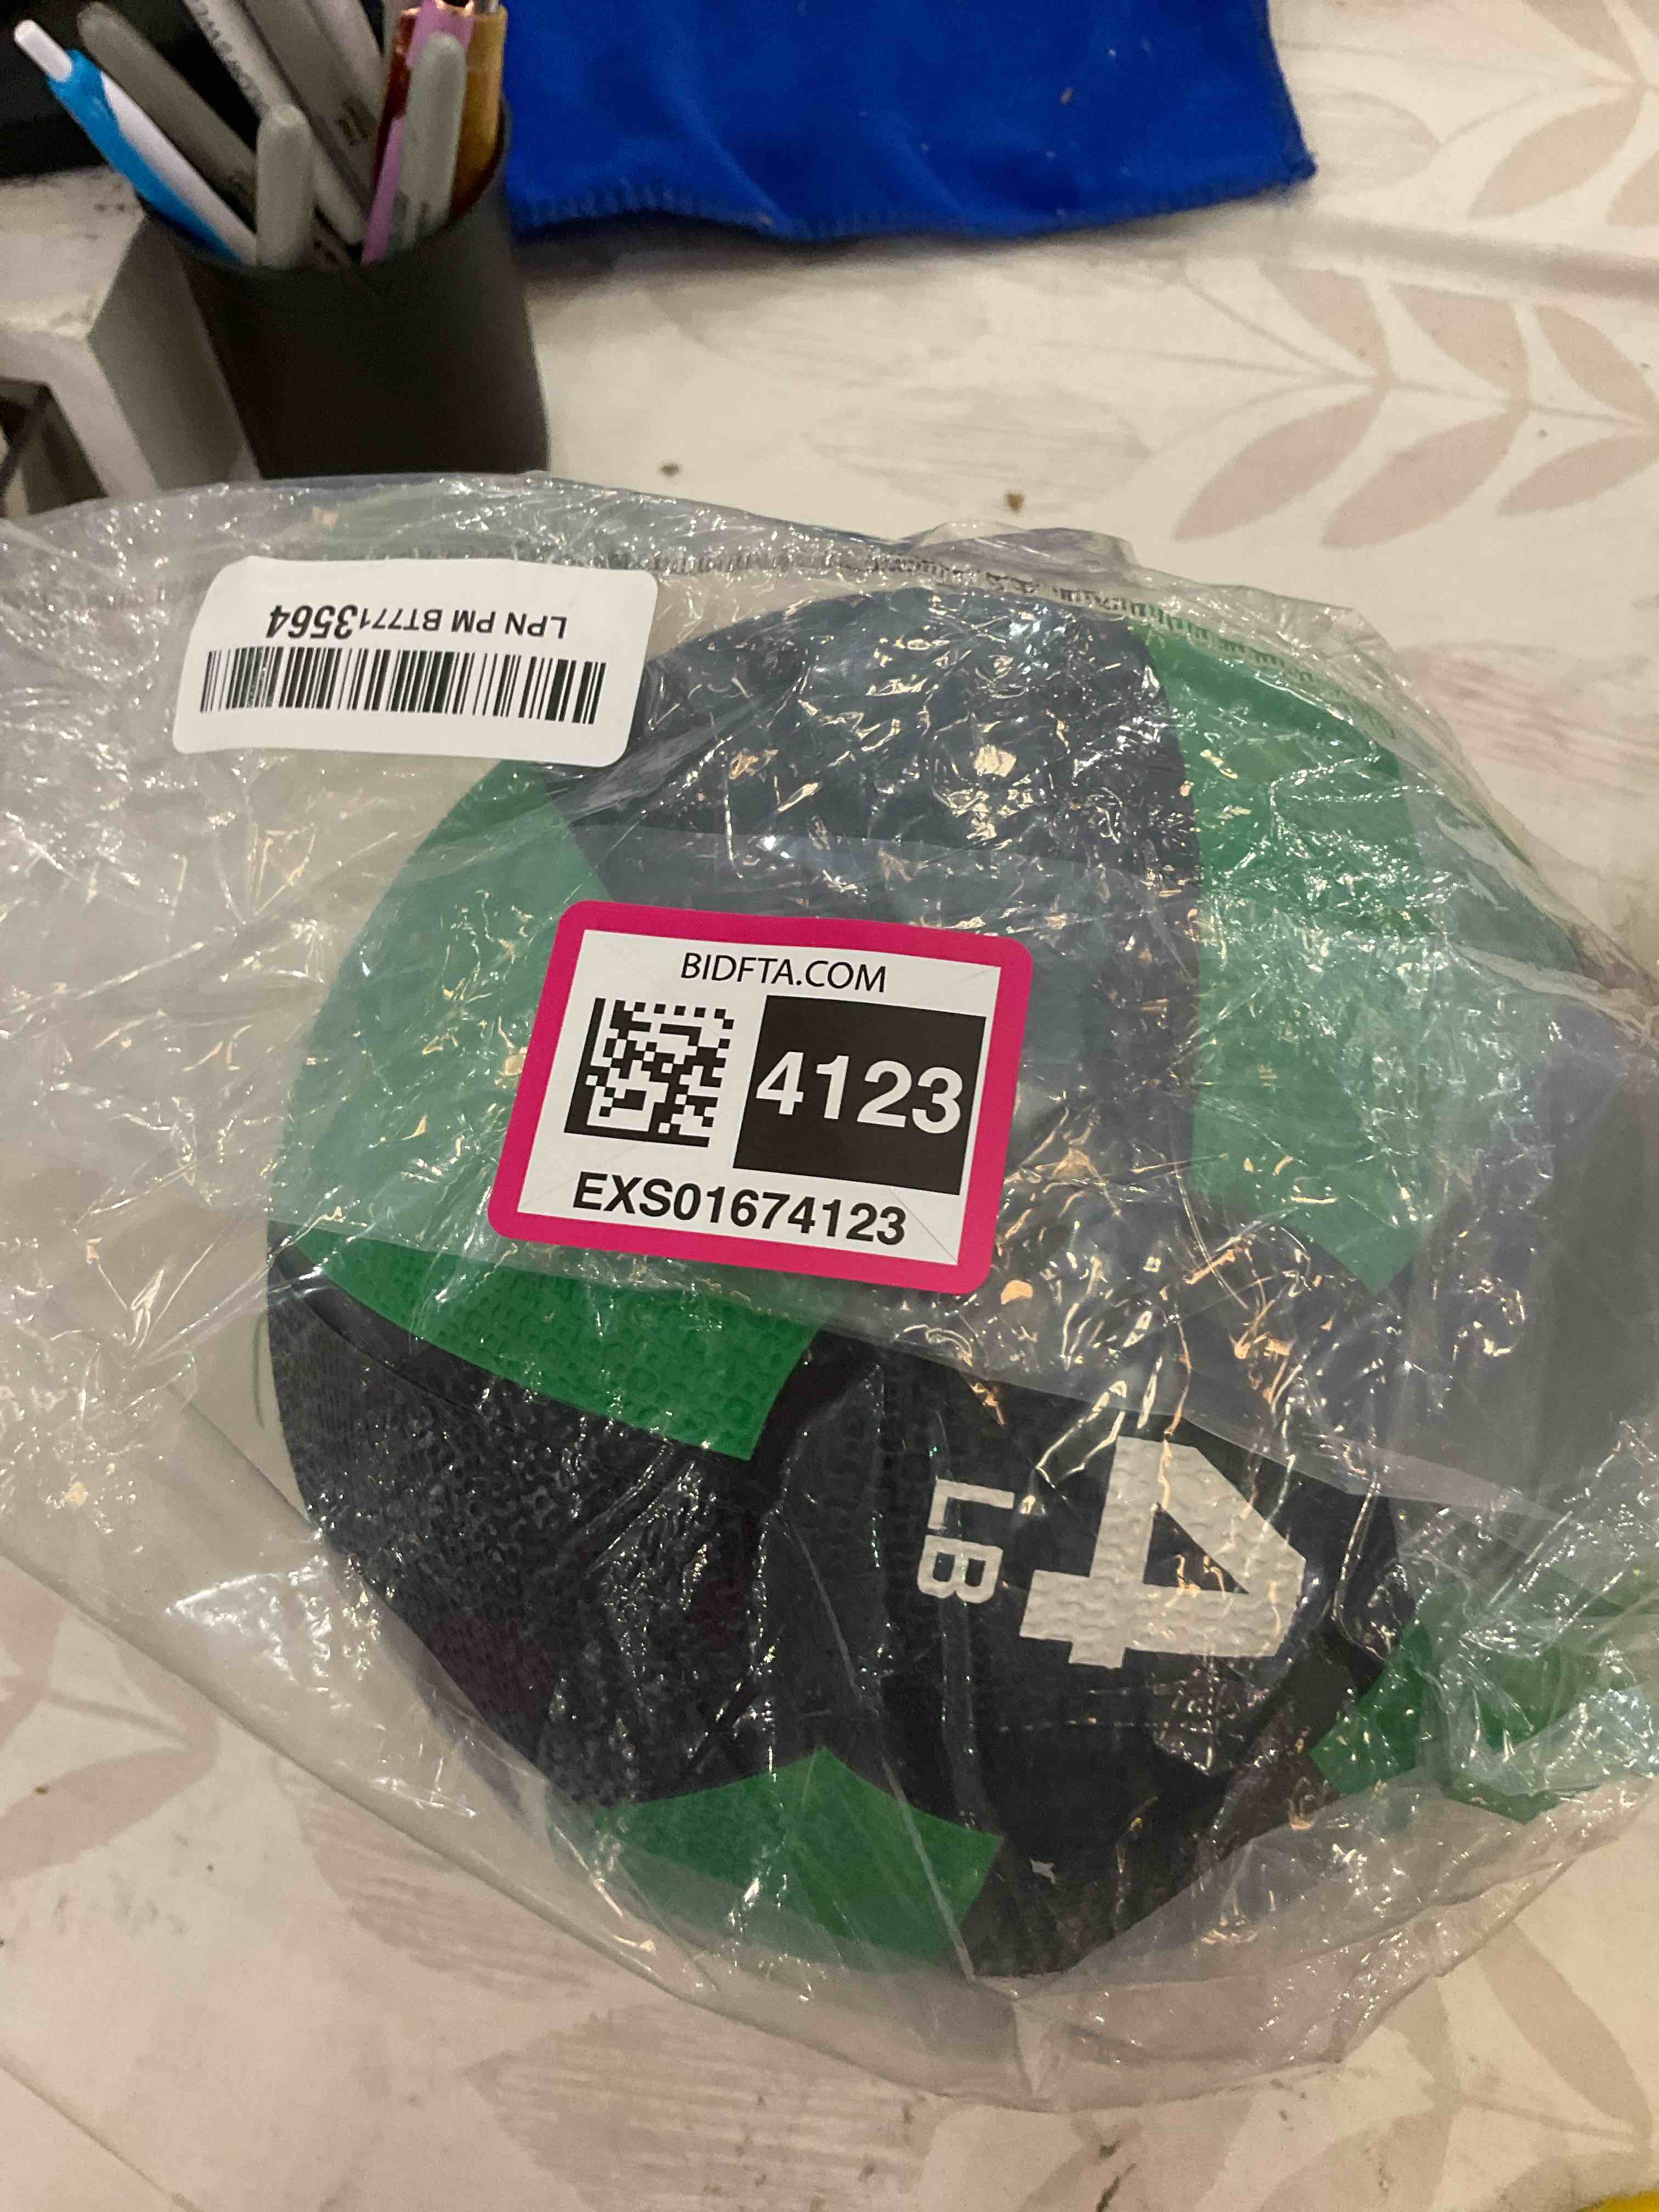 LPN PM BT7713564
BIDFTA.COM
4123
EXS01674123
4
LB